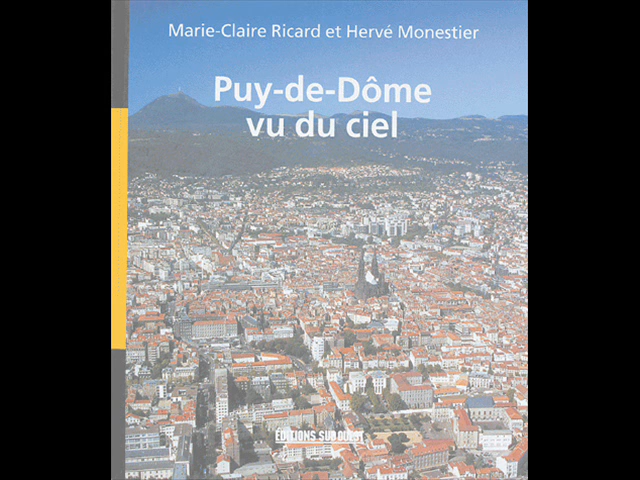 Marie-Claire Ricard et Hervé Monestier
Puy-de-Dôme
vu du ciel
ÉDITIONS SUD OUEST